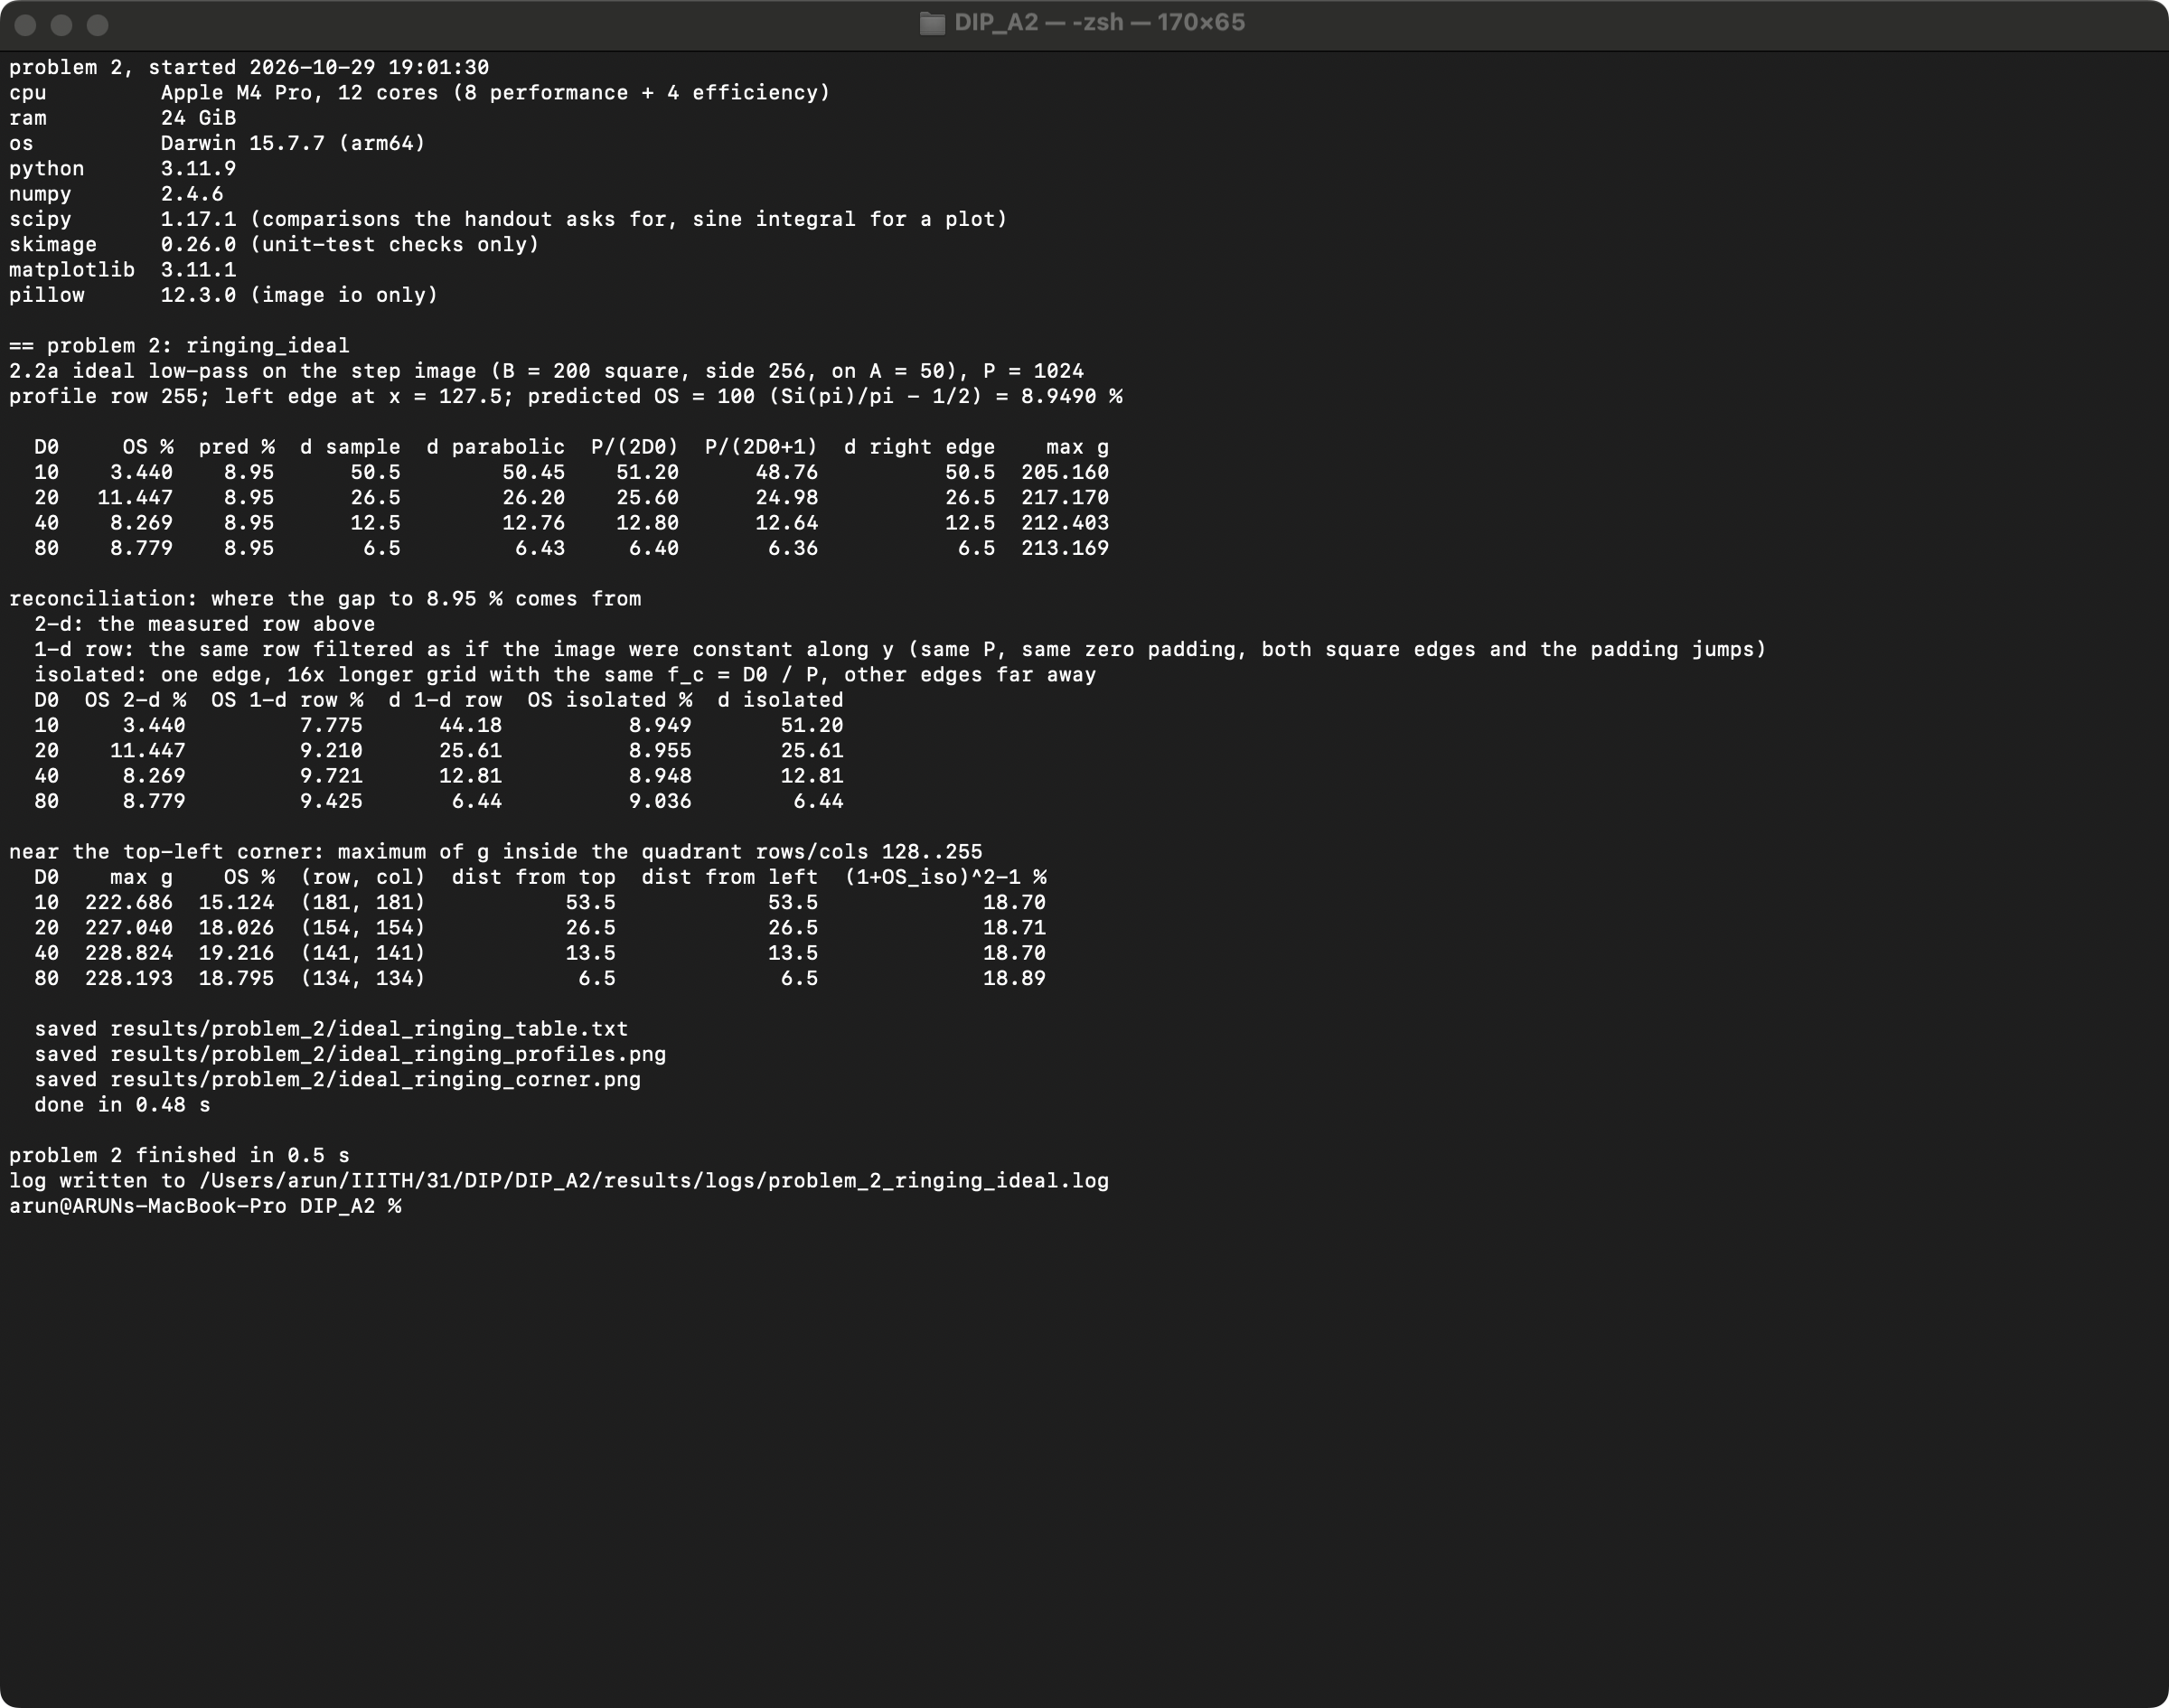 DIP_A2 — -zsh — 170×65
problem 2, started 2026-10-29 19:01:30
cpu         Apple M4 Pro, 12 cores (8 performance + 4 efficiency)
ram         24 GiB
os          Darwin 15.7.7 (arm64)
python      3.11.9
numpy       2.4.6
scipy       1.17.1 (comparisons the handout asks for, sine integral for a plot)
skimage     0.26.0 (unit-test checks only)
matplotlib  3.11.1
pillow      12.3.0 (image io only)

== problem 2: ringing_ideal
2.2a ideal low-pass on the step image (B = 200 square, side 256, on A = 50), P = 1024
profile row 255; left edge at x = 127.5; predicted OS = 100 (Si(pi)/pi - 1/2) = 8.9490 %

  D0     OS %  pred %  d sample  d parabolic  P/(2D0)  P/(2D0+1)  d right edge    max g
  10    3.440    8.95      50.5        50.45    51.20      48.76          50.5  205.160
  20   11.447    8.95      26.5        26.20    25.60      24.98          26.5  217.170
  40    8.269    8.95      12.5        12.76    12.80      12.64          12.5  212.403
  80    8.779    8.95       6.5         6.43     6.40       6.36           6.5  213.169

reconciliation: where the gap to 8.95 % comes from
  2-d: the measured row above
  1-d row: the same row filtered as if the image were constant along y (same P, same zero padding, both square edges and the padding jumps)
  isolated: one edge, 16x longer grid with the same f_c = D0 / P, other edges far away
  D0  OS 2-d %  OS 1-d row %  d 1-d row  OS isolated %  d isolated
  10     3.440         7.775      44.18          8.949       51.20
  20    11.447         9.210      25.61          8.955       25.61
  40     8.269         9.721      12.81          8.948       12.81
  80     8.779         9.425       6.44          9.036        6.44

near the top-left corner: maximum of g inside the quadrant rows/cols 128..255
  D0    max g    OS %  (row, col)  dist from top  dist from left  (1+OS_iso)^2-1 %
  10  222.686  15.124  (181, 181)           53.5            53.5             18.70
  20  227.040  18.026  (154, 154)           26.5            26.5             18.71
  40  228.824  19.216  (141, 141)           13.5            13.5             18.70
  80  228.193  18.795  (134, 134)            6.5             6.5             18.89

  saved results/problem_2/ideal_ringing_table.txt
  saved results/problem_2/ideal_ringing_profiles.png
  saved results/problem_2/ideal_ringing_corner.png
  done in 0.48 s

problem 2 finished in 0.5 s
log written to /Users/arun/IIITH/31/DIP/DIP_A2/results/logs/problem_2_ringing_ideal.log
arun@ARUNs-MacBook-Pro DIP_A2 %